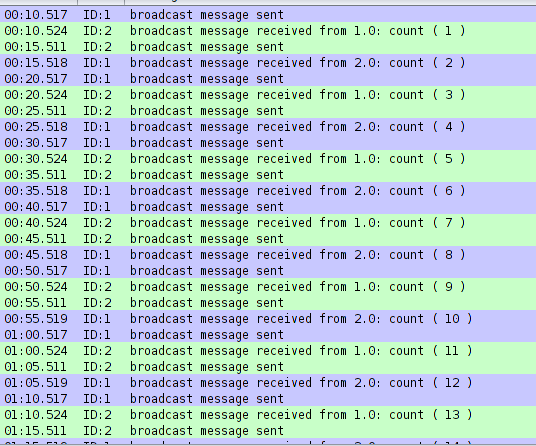 00:10.517 ID:1 broadcast message sent
00:10.524 ID:2 broadcast message received from 1.0: count ( 1 )
00:15.511 ID:2 broadcast message sent
00:15.518 ID:1 broadcast message received from 2.0: count ( 2 )
00:20.517 ID:1 broadcast message sent
00:20.524 ID:2 broadcast message received from 1.0: count ( 3 )
00:25.511 ID:2 broadcast message sent
00:25.518 ID:1 broadcast message received from 2.0: count ( 4 )
00:30.517 ID:1 broadcast message sent
00:30.524 ID:2 broadcast message received from 1.0: count ( 5 )
00:35.511 ID:2 broadcast message sent
00:35.518 ID:1 broadcast message received from 2.0: count ( 6 )
00:40.517 ID:1 broadcast message sent
00:40.524 ID:2 broadcast message received from 1.0: count ( 7 )
00:45.511 ID:2 broadcast message sent
00:45.518 ID:1 broadcast message received from 2.0: count ( 8 )
00:50.517 ID:1 broadcast message sent
00:50.524 ID:2 broadcast message received from 1.0: count ( 9 )
00:55.511 ID:2 broadcast message sent
00:55.519 ID:1 broadcast message received from 2.0: count ( 10 )
01:00.517 ID:1 broadcast message sent
01:00.524 ID:2 broadcast message received from 1.0: count ( 11 )
01:05.511 ID:2 broadcast message sent
01:05.519 ID:1 broadcast message received from 2.0: count ( 12 )
01:10.517 ID:1 broadcast message sent
01:10.524 ID:2 broadcast message received from 1.0: count ( 13 )
01:15.511 ID:2 broadcast message sent